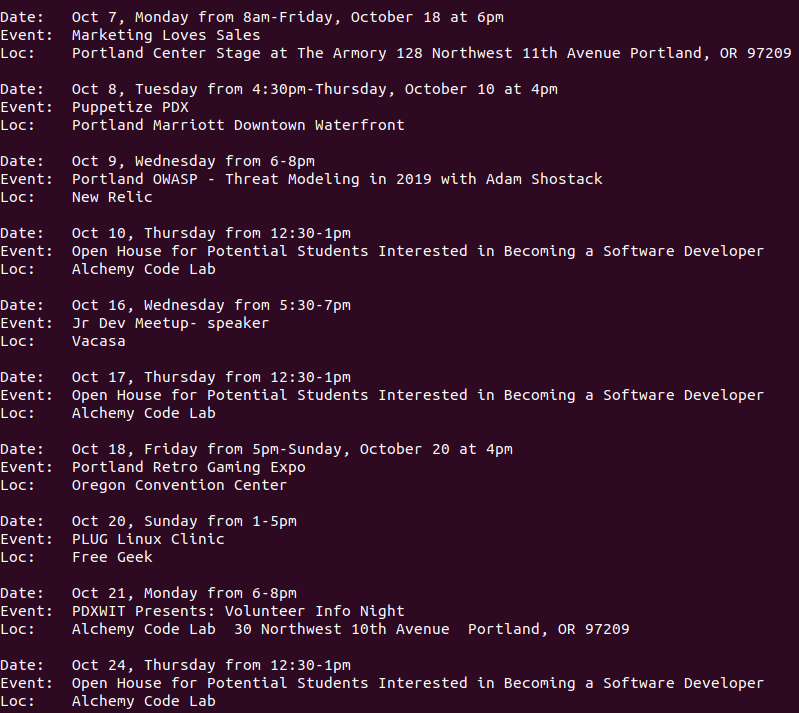 Date:   Oct 7, Monday from 8am-Friday, October 18 at 6pm
Event:  Marketing Loves Sales
Loc:    Portland Center Stage at The Armory 128 Northwest 11th Avenue Portland, OR 97209
Date:   Oct 8, Tuesday from 4:30pm-Thursday, October 10 at 4pm
Event:  Puppetize PDX
Loc:    Portland Marriott Downtown Waterfront
Date:   Oct 9, Wednesday from 6-8pm
Event:  Portland OWASP - Threat Modeling in 2019 with Adam Shostack
Loc:    New Relic
Date:   Oct 10, Thursday from 12:30-1pm
Event:  Open House for Potential Students Interested in Becoming a Software Developer
Loc:    Alchemy Code Lab
Date:   Oct 16, Wednesday from 5:30-7pm
Event:  Jr Dev Meetup- speaker
Loc:    Vacasa
Date:   Oct 17, Thursday from 12:30-1pm
Event:  Open House for Potential Students Interested in Becoming a Software Developer
Loc:    Alchemy Code Lab
Date:   Oct 18, Friday from 5pm-Sunday, October 20 at 4pm
Event:  Portland Retro Gaming Expo
Loc:    Oregon Convention Center
Date:   Oct 20, Sunday from 1-5pm
Event:  PLUG Linux Clinic
Loc:    Free Geek
Date:   Oct 21, Monday from 6-8pm
Event:  PDXWIT Presents: Volunteer Info Night
Loc:    Alchemy Code Lab  30 Northwest 10th Avenue  Portland, OR 97209
Date:   Oct 24, Thursday from 12:30-1pm
Event:  Open House for Potential Students Interested in Becoming a Software Developer
Loc:    Alchemy Code Lab